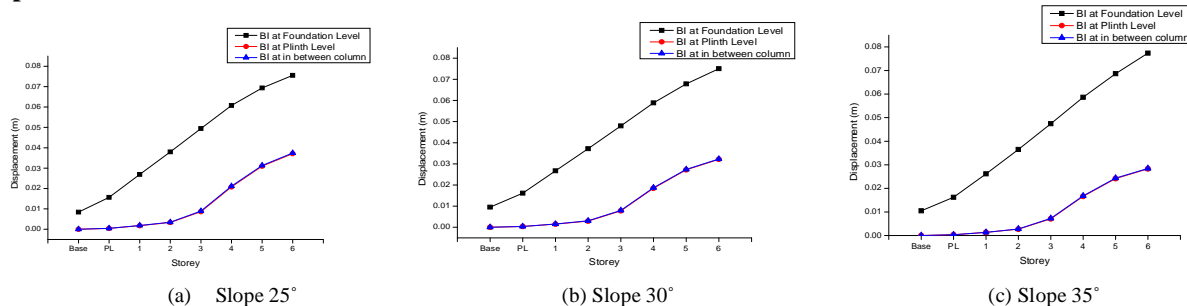 BI at Foundation Level
BI at Plinth Level
BI at in between column
0.08
0.07
0.06
0.05
0.04
0.03
0.02
0.01
0.00
Displacement (m)
Base PL 1 2 3 4 5 6
Storey
(a) Slope 25°
BI at Foundation Level
BI at Plinth Level
BI at in between column
0.08
0.07
0.06
0.05
0.04
0.03
0.02
0.01
0.00
Displacement (m)
Base PL 1 2 3 4 5 6
Storey
(b) Slope 30°
BI at Foundation Level
BI at Plinth Level
BI at in between column
0.08
0.07
0.06
0.05
0.04
0.03
0.02
0.01
0.00
Displacement (m)
Base PL 1 2 3 4 5 6
Storey
(c) Slope 35°